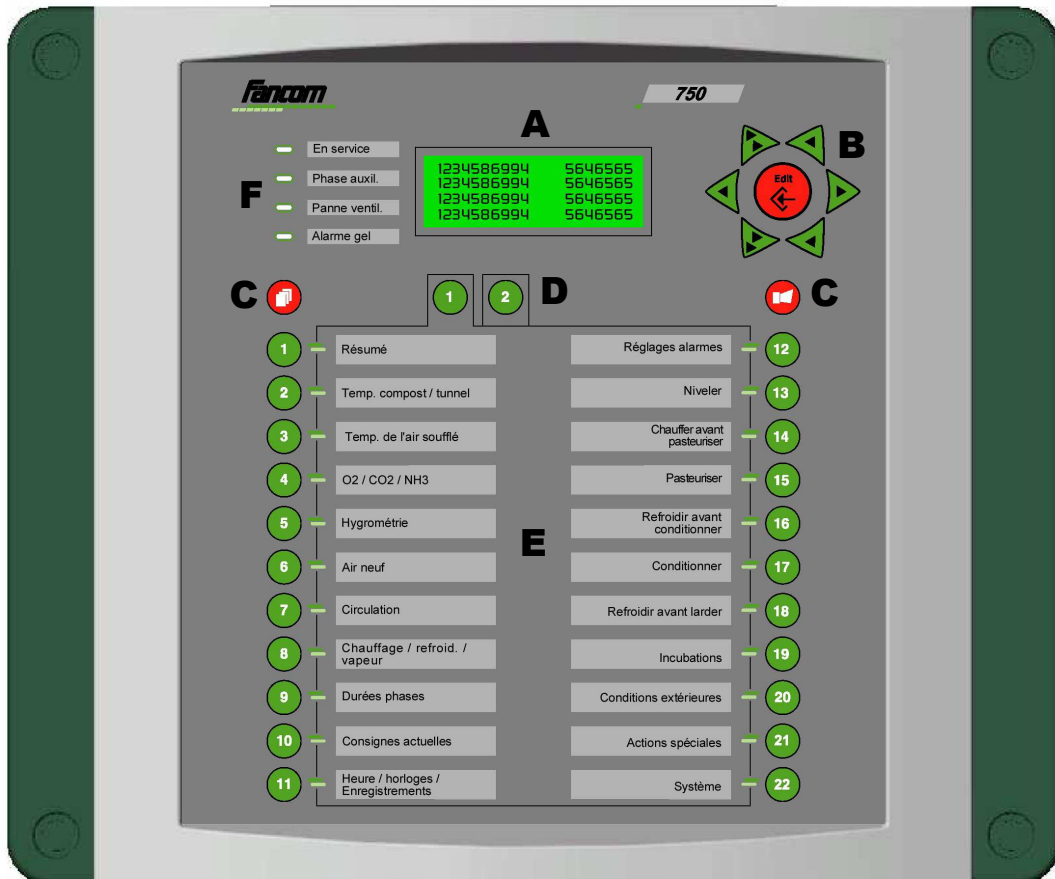 Fancom
750
A
En service
Phase auxil.
Panne ventil.
Alarme gel
F
1234586994 5646565
1234586994 5646565
1234586994 5646565
1234586994 5646565
B
Edit
C
1 2 D
C
1 Résumé
2 Temp. compost / tunnel
3 Temp. de l'air soufflé
4 O2 / CO2 / NH3
5 Hygrométrie
6 Air neuf
7 Circulation
8 Chauffage / refroid. /
vapeur
9 Durées phases
10 Consignes actuelles
11 Heure / horloges /
Enregistrements
E
Réglages alarmes 12
Niveler 13
Chauffer avant
pasteuriser 14
Pasteuriser 15
Refroidir avant
conditionner 16
Conditionner 17
Refroidir avant larder 18
Incubations 19
Conditions extérieures 20
Actions spéciales 21
Système 22